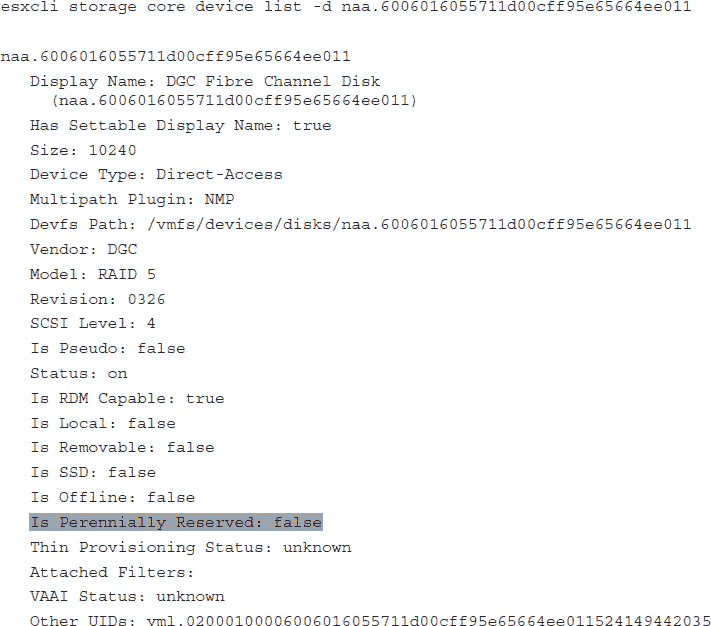 esxcli storage core device list -d naa.6006016055711d00cff95e65664ee011
naa.6006016055711d00cff95e65664ee011
Display Name: DGC Fibre Channel Disk
(naa.6006016055711d00cff95e65664ee011)
Has Settable Display Name: true
Size: 10240
Device Type: Direct-Access
Multipath Plugin: NMP
Devfs Path: /vmfs/devices/disks/naa.6006016055711d00cff95e65664ee011
Vendor: DGC
Model: RAID 5
Revision: 0326
SCSI Level: 4
Is Pseudo: false
Status: on
Is RDM Capable: true
Is Local: false
Is Removable: false
Is SSD: false
Is Offline: false
Is Perennially Reserved: false
Thin Provisioning Status: unknown
Attached Filters:
VAAI Status: unknown
Other UIDs: vml.02000100006006016055711d00cff95e65664ee011524149442035